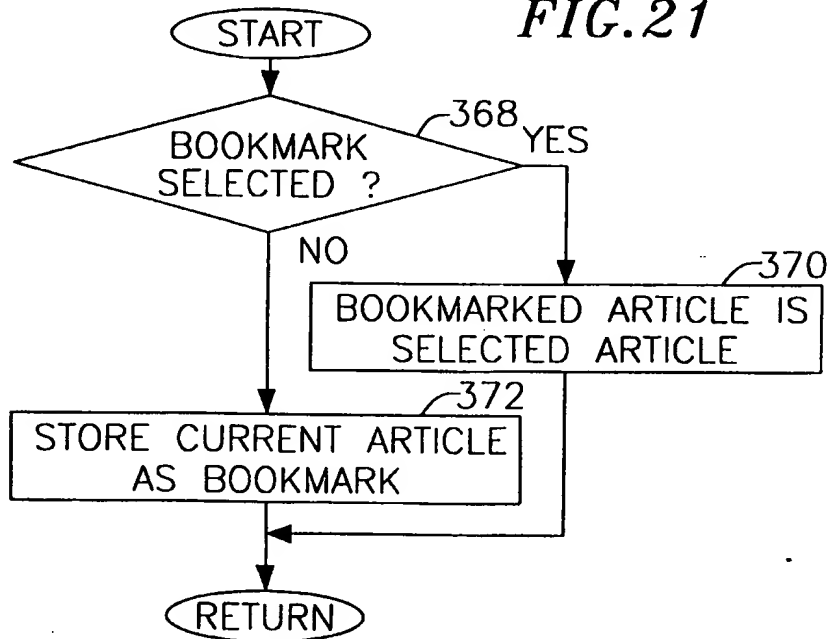 FIG.21
START
368
BOOKMARK
SELECTED ?
YES
NO
370
BOOKMARKED ARTICLE IS
SELECTED ARTICLE
372
STORE CURRENT ARTICLE
AS BOOKMARK
RETURN